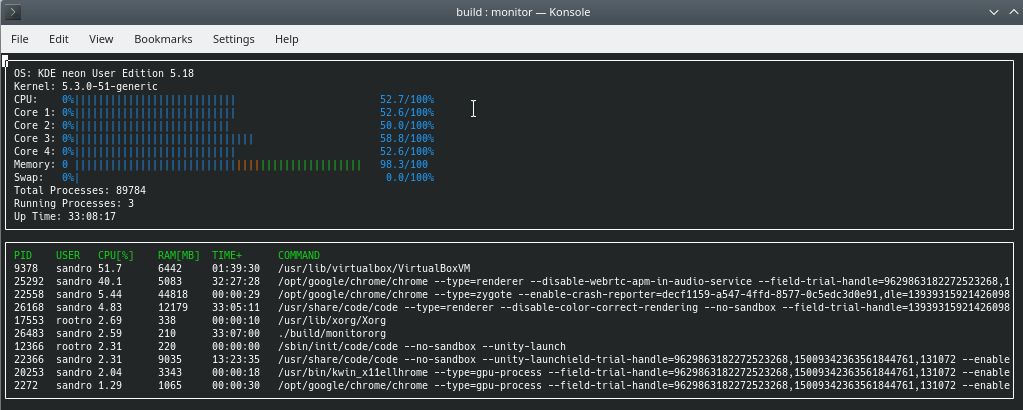 build : monitor — Konsole
File Edit View Bookmarks Settings Help
OS: KDE neon User Edition 5.18
Kernel: 5.3.0-51-generic
CPU: 0%||||||||||||||||||||||||||| 52.7/100%
Core 1: 0%||||||||||||||||||||||||||| 52.6/100%
Core 2: 0%|||||||||||||||||||||||||| 50.0/100%
Core 3: 0%|||||||||||||||||||||||||||||| 58.8/100%
Core 4: 0%||||||||||||||||||||||||||| 52.6/100%
Memory: 0 |||||||||||||||||||||||||||||||||||||||||||||||| 98.3/100
Swap: 0%| 0.0/100%
Total Processes: 89784
Running Processes: 3
Up Time: 33:08:17
PID USER CPU[%] RAM[MB] TIME+ COMMAND
9378 sandro 51.7 6442 01:39:30 /usr/lib/virtualbox/VirtualBoxVM
25292 sandro 40.1 5083 32:27:28 /opt/google/chrome/chrome --type=renderer --disable-webrtc-apm-in-audio-service --field-trial-handle=9629863182272523268,1
22558 sandro 5.44 44818 00:00:29 /opt/google/chrome/chrome --type=zygote --enable-crash-reporter=decf1159-a547-4ffd-8577-0c5edc3d0e91,dle=13939315921426098
26168 sandro 4.83 12179 33:05:11 /usr/share/code/code --type=renderer --disable-color-correct-rendering --no-sandbox --field-trial-handle=13939315921426098
17553 rootro 2.69 338 00:00:10 /usr/lib/xorg/Xorg
26483 sandro 2.59 210 33:07:00 ./build/monitororg
12366 rootro 2.31 220 00:00:00 /sbin/init/code/code --no-sandbox --unity-launch
22366 sandro 2.31 9035 13:23:35 /usr/share/code/code --no-sandbox --unity-launchield-trial-handle=9629863182272523268,15009342363561844761,131072 --enable
20253 sandro 2.04 3343 00:00:18 /usr/bin/kwin_x11ellhrome --type=gpu-process --field-trial-handle=9629863182272523268,15009342363561844761,131072 --enable
2272 sandro 1.29 1065 00:00:30 /opt/google/chrome/chrome --type=gpu-process --field-trial-handle=9629863182272523268,15009342363561844761,131072 --enable